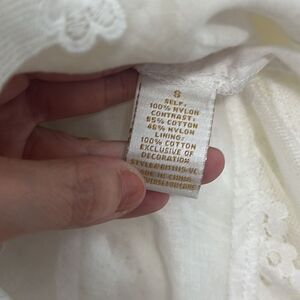 S
SELF:
100% NYLON
CONTRAST:
55% COTTON
45% NYLON
LINING:
100% COTTON
EXCLUSIVE OF
DECORATION
MADE IN CHINA